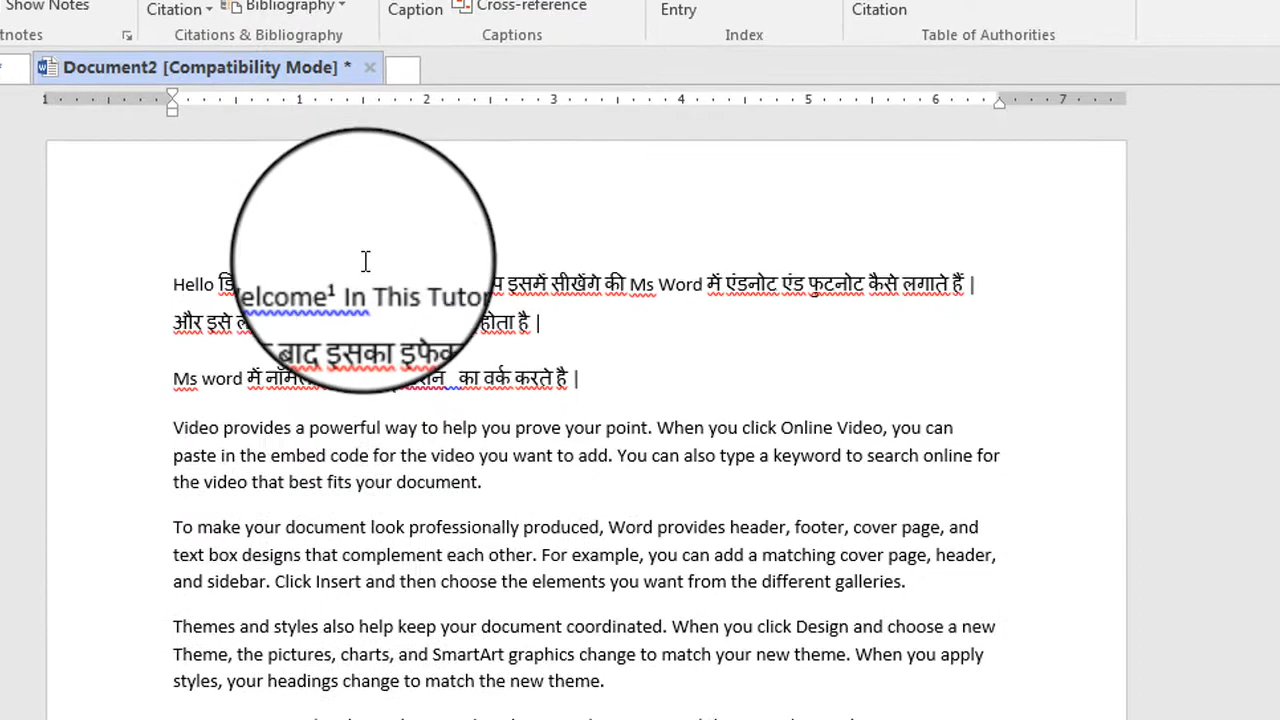 Show Notes Citation Bibliography Caption Cross-reference Entry Citation
Citations & Bibliography Captions Index Table of Authorities
Document2 [Compatibility Mode] *
1 1 2 3 4 5 6 7
Hello इसमें सीखेंगे की Ms Word में एंडनोट एंड फुटनोट कैसे लगाते हैं |
elcome¹ In This Tutor
और इसे होता है |
बाद इसका
Ms word में का वर्क करते है |
Video provides a powerful way to help you prove your point. When you click Online Video, you can
paste in the embed code for the video you want to add. You can also type a keyword to search online for
the video that best fits your document.
To make your document look professionally produced, Word provides header, footer, cover page, and
text box designs that complement each other. For example, you can add a matching cover page, header,
and sidebar. Click Insert and then choose the elements you want from the different galleries.
Themes and styles also help keep your document coordinated. When you click Design and choose a new
Theme, the pictures, charts, and SmartArt graphics change to match your new theme. When you apply
styles, your headings change to match the new theme.